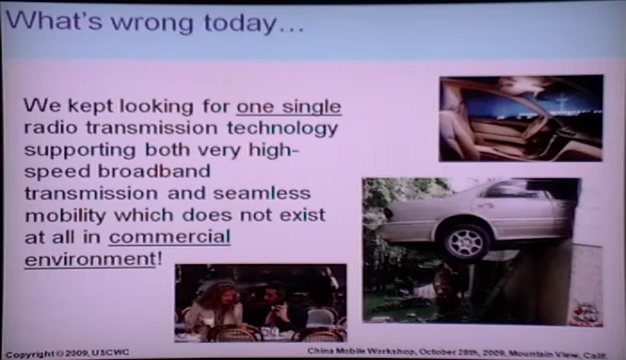 What's wrong today...
We kept looking for one single
radio transmission technology
supporting both very high-
speed broadband
transmission and seamless
mobility which does not exist
at all in commercial
environment!
Copyright © 2009, USCWC
China Mobile Workshop, October 28th, 2009, Mountain View, Calif.